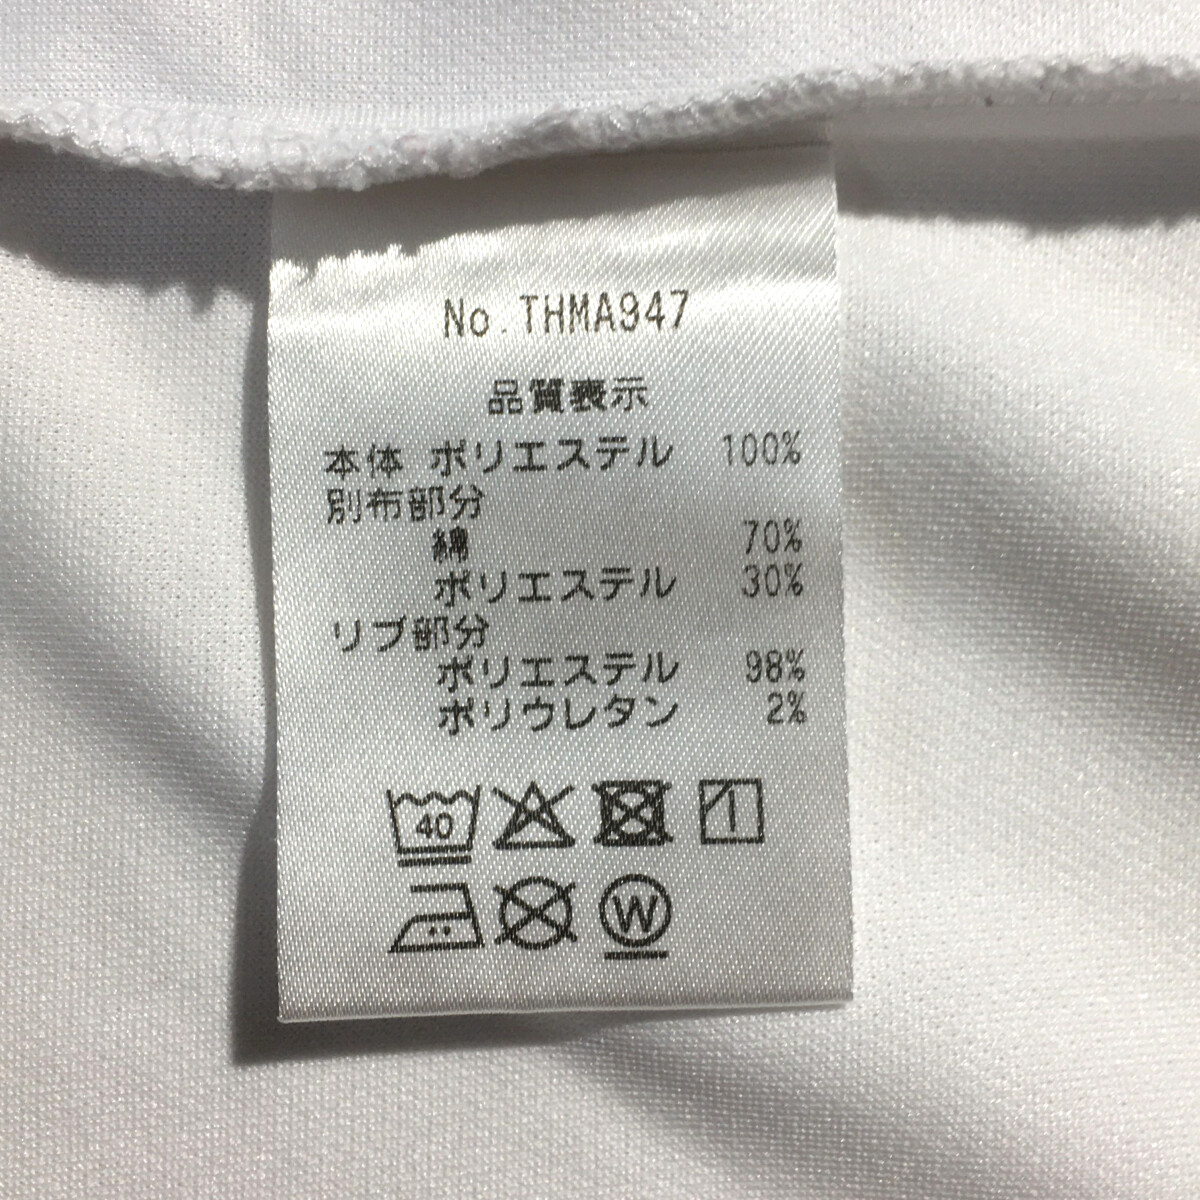 No.THMA947
品質表示
本体 ポリエステル 100%
別布部分
綿 70%
ポリエステル 30%
リブ部分
ポリエステル 98%
ポリウレタン 2%
40
W